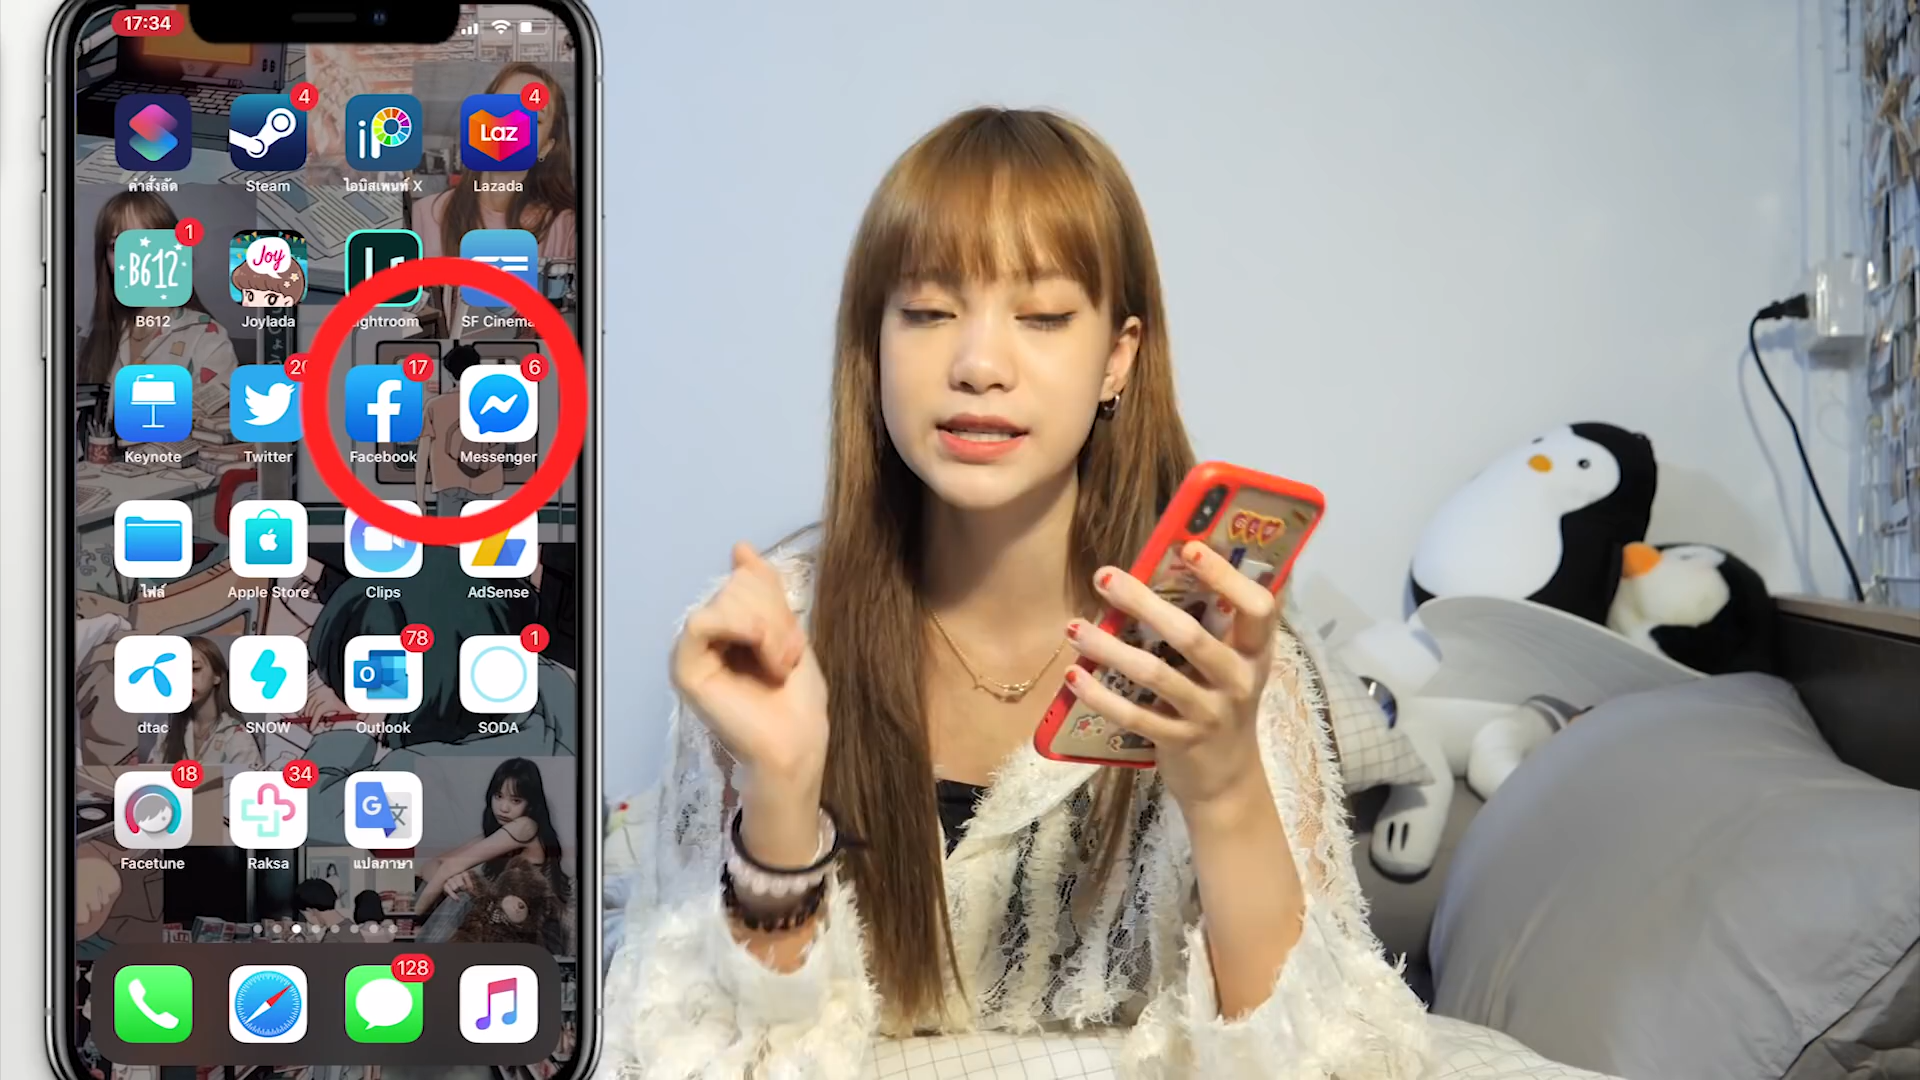 17:34
4
4
iP
Laz
คำสั่งลัด
Steam
ไอบิสเพนท์ X
Lazada
1
B612
Joy
B612
Joylada
ightroom
SF Cinema
17
6
Keynote
Twitter
Facebook
Messenger
ไฟล์
Apple Store
Clips
AdSense
78
1
O
dtac
SNOW
Outlook
SODA
18
34
G
文
Facetune
Raksa
แปลภาษา
128